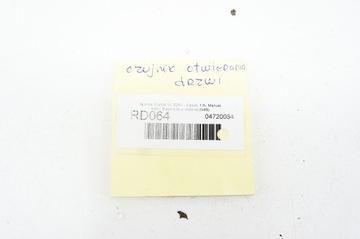 czujnik otwierania
drzwi
RD064
04720084